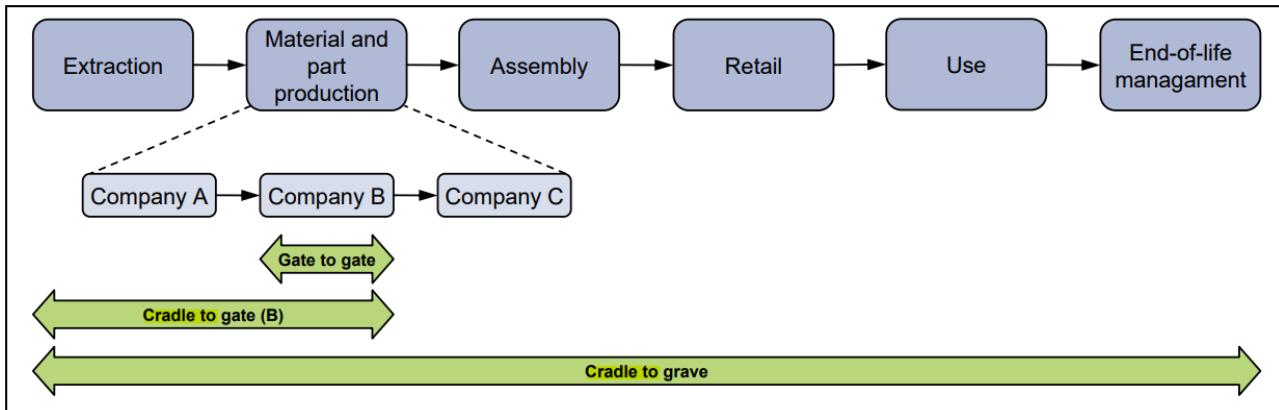 Extraction
Material and
part
production
Assembly
Retail
Use
End-of-life
managament
Company A
Company B
Company C
Gate to gate
Cradle to gate (B)
Cradle to grave